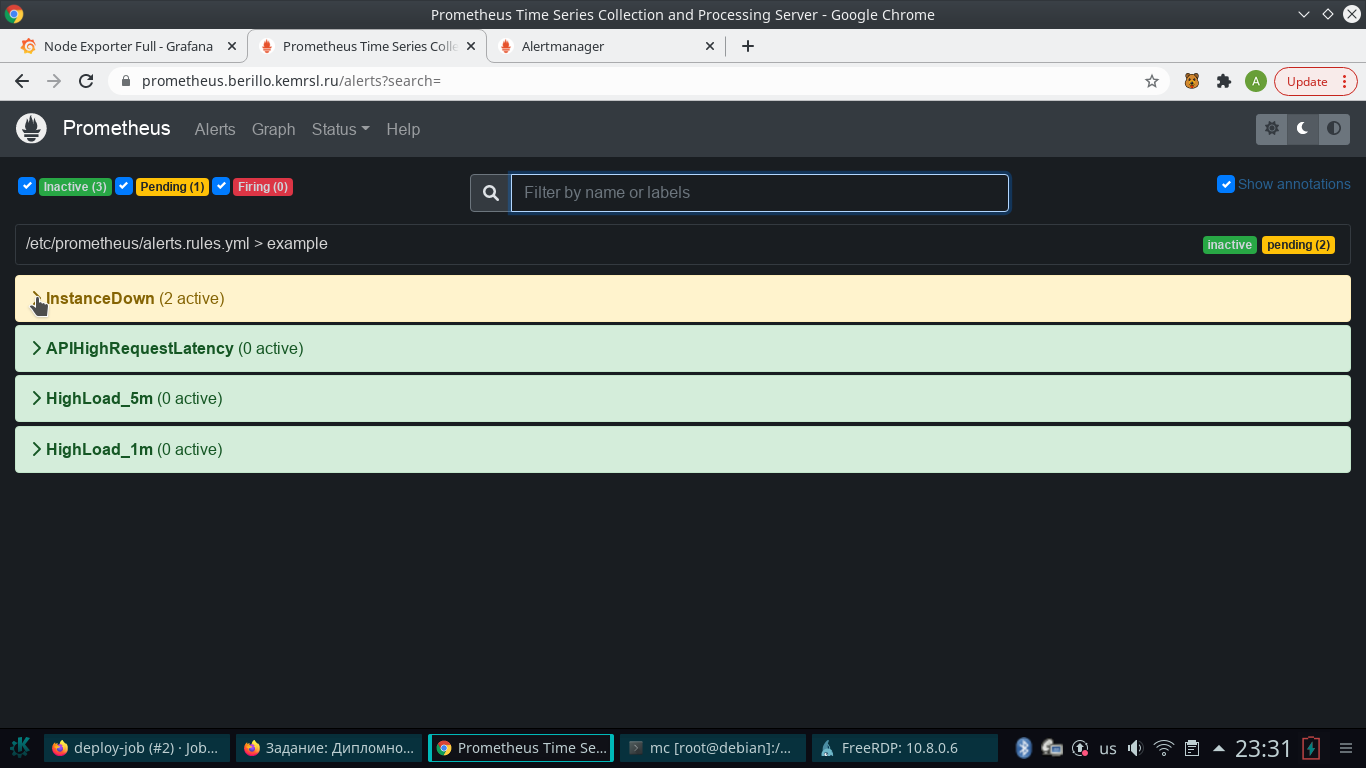 Prometheus Time Series Collection and Processing Server - Google Chrome
Node Exporter Full - Grafana
Prometheus Time Series Colle
Alertmanager
prometheus.berillo.kemrsl.ru/alerts?search=
A
Update
Prometheus
Alerts
Graph
Status
Help
Inactive (3)
Pending (1)
Firing (0)
Filter by name or labels
Show annotations
/etc/prometheus/alerts.rules.yml > example
inactive
pending (2)
InstanceDown (2 active)
APIHighRequestLatency (0 active)
HighLoad_5m (0 active)
HighLoad_1m (0 active)
deploy-job (#2) · Job...
Задание: Дипломно...
Prometheus Time Se...
mc [root@debian]:/...
FreeRDP: 10.8.0.6
us
23:31